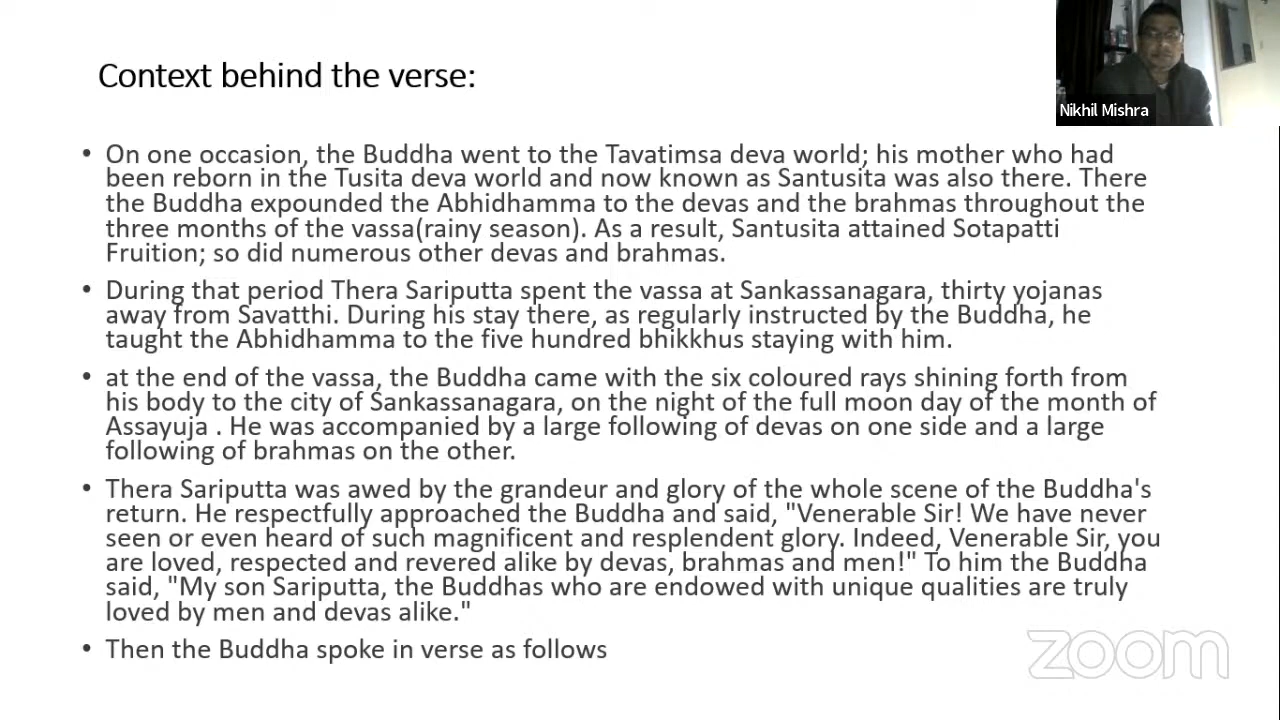 Context behind the verse:
Nikhil Mishra
• On one occasion, the Buddha went to the Tavatimsa deva world; his mother who had
been reborn in the Tusita deva world and now known as Santusita was also there. There
the Buddha expounded the Abhidhamma to the devas and the brahmas throughout the
three months of the vassa(rainy season). As a result, Santusita attained Sotapatti
Fruition; so did numerous other devas and brahmas.
• During that period Thera Sariputta spent the vassa at Sankassanagara, thirty yojanas
away from Savatthi. During his stay there, as regularly instructed by the Buddha, he
taught the Abhidhamma to the five hundred bhikkhus staying with him.
• at the end of the vassa, the Buddha came with the six coloured rays shining forth from
his body to the city of Sankassanagara, on the night of the full moon day of the month of
Assayuja . He was accompanied by a large following of devas on one side and a large
following of brahmas on the other.
• Thera Sariputta was awed by the grandeur and glory of the whole scene of the Buddha's
return. He respectfully approached the Buddha and said, "Venerable Sir! We have never
seen or even heard of such magnificent and resplendent glory. Indeed, Venerable Sir, you
are loved, respected and revered alike by devas, brahmas and men!" To him the Buddha
said, "My son Sariputta, the Buddhas who are endowed with unique qualities are truly
loved by men and devas alike."
• Then the Buddha spoke in verse as follows
zoom